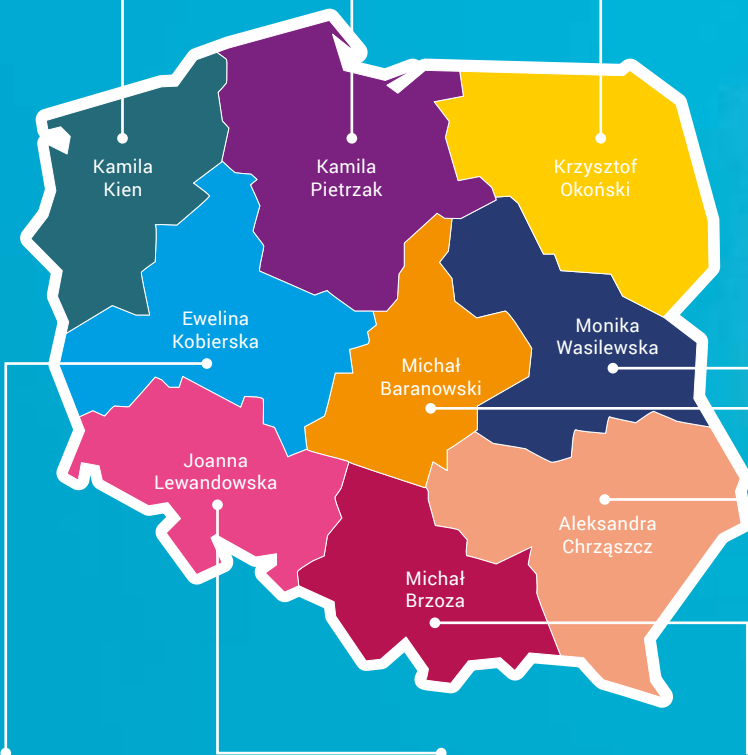 Kamila
Kien
Kamila
Pietrzak
Krzysztof
Okoński
Ewelina
Kobierska
Monika
Wasilewska
Michał
Baranowski
Joanna
Lewandowska
Aleksandra
Chrząszcz
Michał
Brzoza